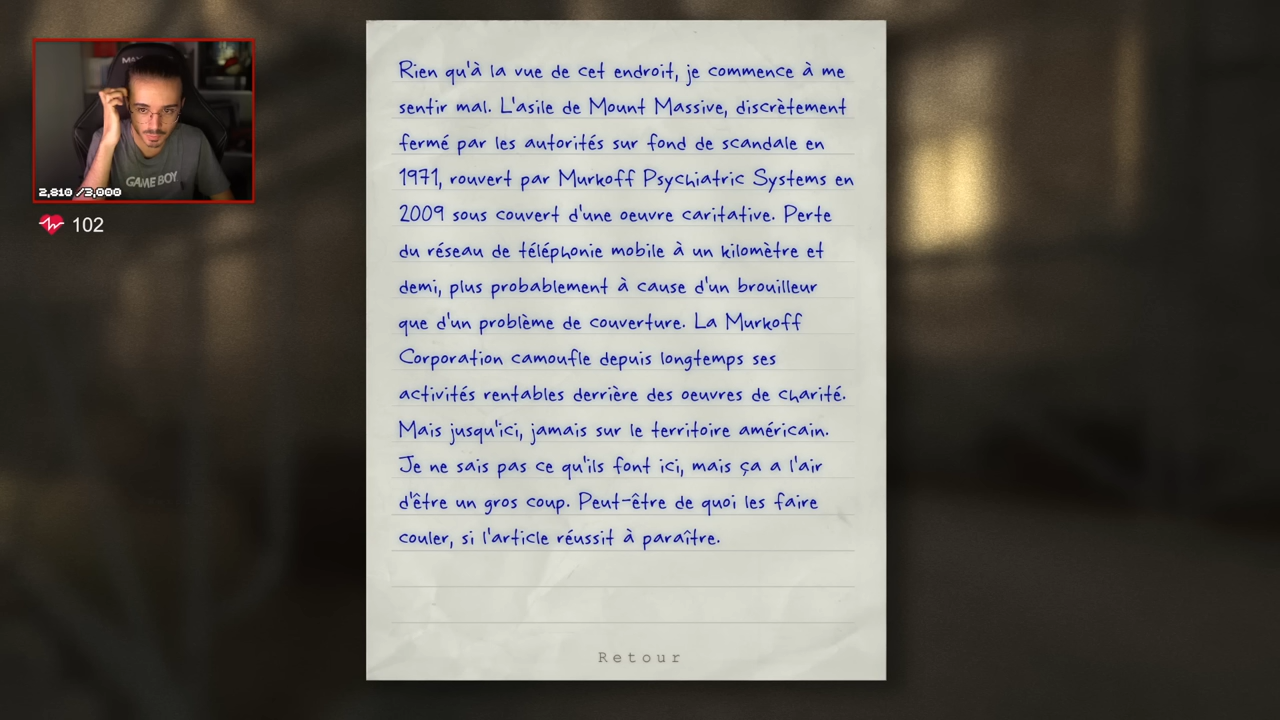 Rien qu'à la vue de cet endroit, je commence à me
sentir mal. L'asile de Mount Massive, discrètement
fermé par les autorités sur fond de scandale en
1971, rouvert par Murkoff Psychiatric Systems en
2009 sous couvert d'une oeuvre caritative. Perte
du réseau de téléphonie mobile à un kilomètre et
demi, plus probablement à cause d'un brouilleur
que d'un problème de couverture. La Murkoff
Corporation camoufle depuis longtemps ses
activités rentables derrière des oeuvres de charité.
Mais jusqu'ici, jamais sur le territoire américain.
Je ne sais pas ce qu'ils font ici, mais ça a l'air
d'être un gros coup. Peut-être de quoi les faire
couler, si l'article réussit à paraître.
Retour
GAME BOY
2,810 /3,000
102